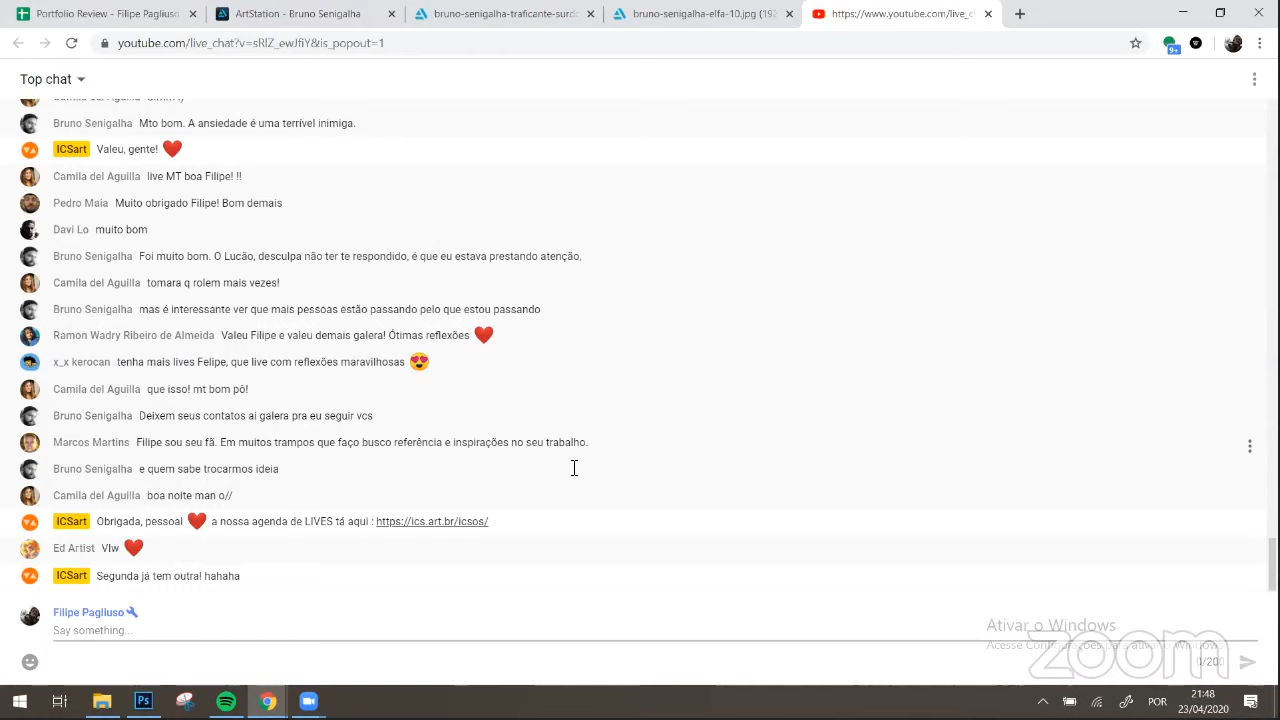 Portfolio Review - Filipe Pagliuso
ArtStation - Bruno Senigalha
bruno-senigalha-traficante-surdo
bruno-senigalha-elfa-10.jpg (192
https://www.youtube.com/live_c
youtube.com/live_chat?v=sRlZ_ewJfiY&is_popout=1
9+
Top chat
Bruno Senigalha Mto bom. A ansiedade é uma terrível inimiga.
ICSart Valeu, gente! ❤️
Camila del Aguilla live MT boa Filipe! !!
Pedro Maia Muito obrigado Filipe! Bom demais
Davi Lo muito bom
Bruno Senigalha Foi muito bom. O Lucão, desculpa não ter te respondido, é que eu estava prestando atenção,
Camila del Aguilla tomara q rolem mais vezes!
Bruno Senigalha mas é interessante ver que mais pessoas estão passando pelo que estou passando
Ramon Wadry Ribeiro de Almeida Valeu Filipe e valeu demais galera! Ótimas reflexões ❤️
x_x kerocan tenha mais lives Felipe, que live com reflexões maravilhosas 😍
Camila del Aguilla que isso! mt bom pô!
Bruno Senigalha Deixem seus contatos ai galera pra eu seguir vcs
Marcos Martins Filipe sou seu fã. Em muitos trampos que faço busco referência e inspirações no seu trabalho.
Bruno Senigalha e quem sabe trocarmos ideia
Camila del Aguilla boa noite man o//
ICSart Obrigada, pessoal ❤️ a nossa agenda de LIVES tá aqui : https://ics.art.br/icsos/
Ed Artist Vlw ❤️
ICSart Segunda já tem outra! hahaha
Filipe Pagliuso
Say something...
Ativar o Windows
Acesse Configurações para ativar o Windows.
zoom
0/200
Ps
POR
21:48
23/04/2020